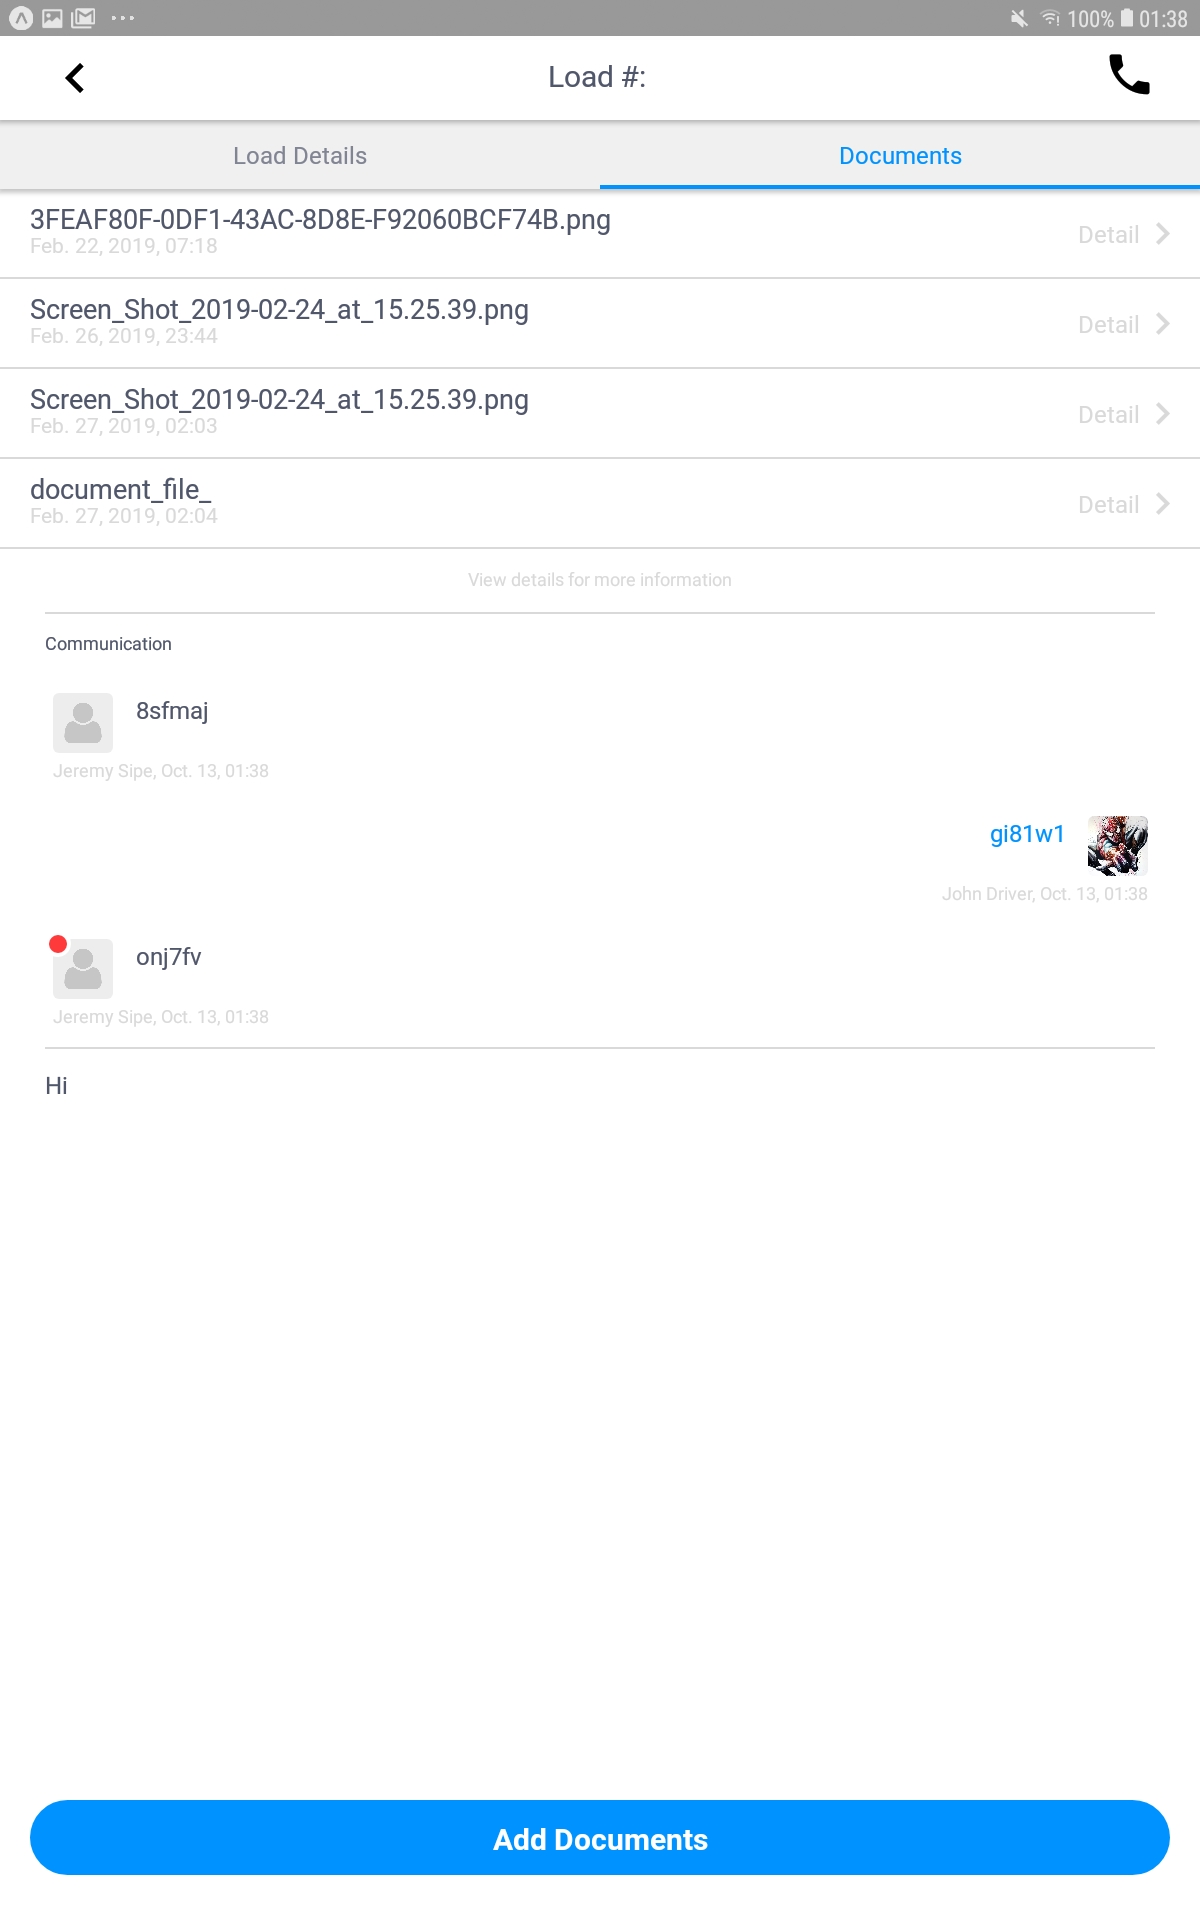 100% 01:38
Load #:
Load Details
Documents
3FEAF80F-0DF1-43AC-8D8E-F92060BCF74B.png
Feb. 22, 2019, 07:18
Detail
Screen_Shot_2019-02-24_at_15.25.39.png
Feb. 26, 2019, 23:44
Detail
Screen_Shot_2019-02-24_at_15.25.39.png
Feb. 27, 2019, 02:03
Detail
document_file_
Feb. 27, 2019, 02:04
Detail
View details for more information
Communication
8sfmaj
Jeremy Sipe, Oct. 13, 01:38
gi81w1
John Driver, Oct. 13, 01:38
onj7fv
Jeremy Sipe, Oct. 13, 01:38
Hi
Add Documents